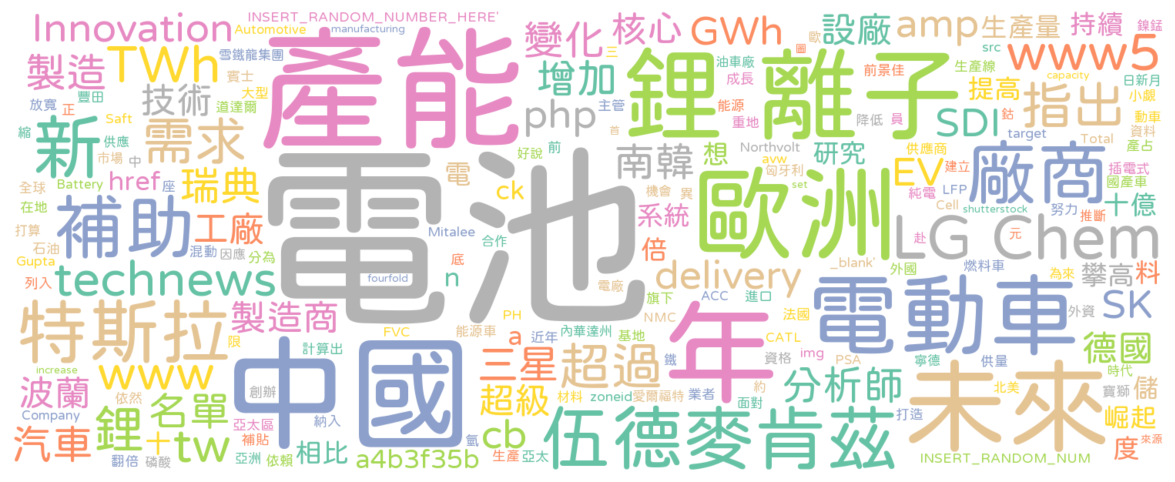 INSERT_RANDOM_NUMBER_HERE'
Innovation
Automotive
manufacturing
變化
核心
GWh
設廠
amp
生產量
持續
鎳錳
製造
TWh
雪鐵龍集團
賓士
大型
豐田
放寬
正
技術
道達爾
產能
增加
三
油車廠
圖
歐
成長
鋰離子
前景佳
src
生產線
www5
提高
指出
日新月
小覷
capacity
縮
新
Saft
供應
市場
中
需求
php
主管
能源
重地
鈷
員
降低
SDI
target
Total
動車
資料
產占
首
好說
前
南韓
想
Northvolt
avw
匈牙利
研究
供應商
EV
建立
純電
LFP
廠商
插電式
國產車
十億
全球
在地
Battery
href
座
瑞典
電池
電
ck
機會
異
系統
set
歐洲
Cell
shutterstock
努力
推斷
打算
石油
補助
工廠
混動
因應
Mitalee
合作
倍
赴
LG Chem
元
Gupta
列入
technews
分為
fourfold
底
n
電廠
delivery
_blank'
外國
燃料車
為來
攀高
料
特斯拉
製造商
限
PH
FVC
能源車
a
近年
旗下
ACC
進口
內華達州
基地
NMC
年
法國
CATL
電動車
外資
SK
計算出
三星
鐵
資格
img
PSA
寧德
供量
德國
時代
increase
波蘭
www
依然
中國
創辦
超過
超級
材料
zoneid
愛爾福特
約
業者
面對
分析師
北美
未來
寶獅
儲
打造
崛起
Company
名單
亞太區
補貼
納入
汽車
鋰
十
tw
翻倍
磷酸
亞洲
依賴
相比
a4b3f35b
氫
cb
生產
亞太
伍德麥肯茲
INSERT_RANDOM_NUM
度
來源